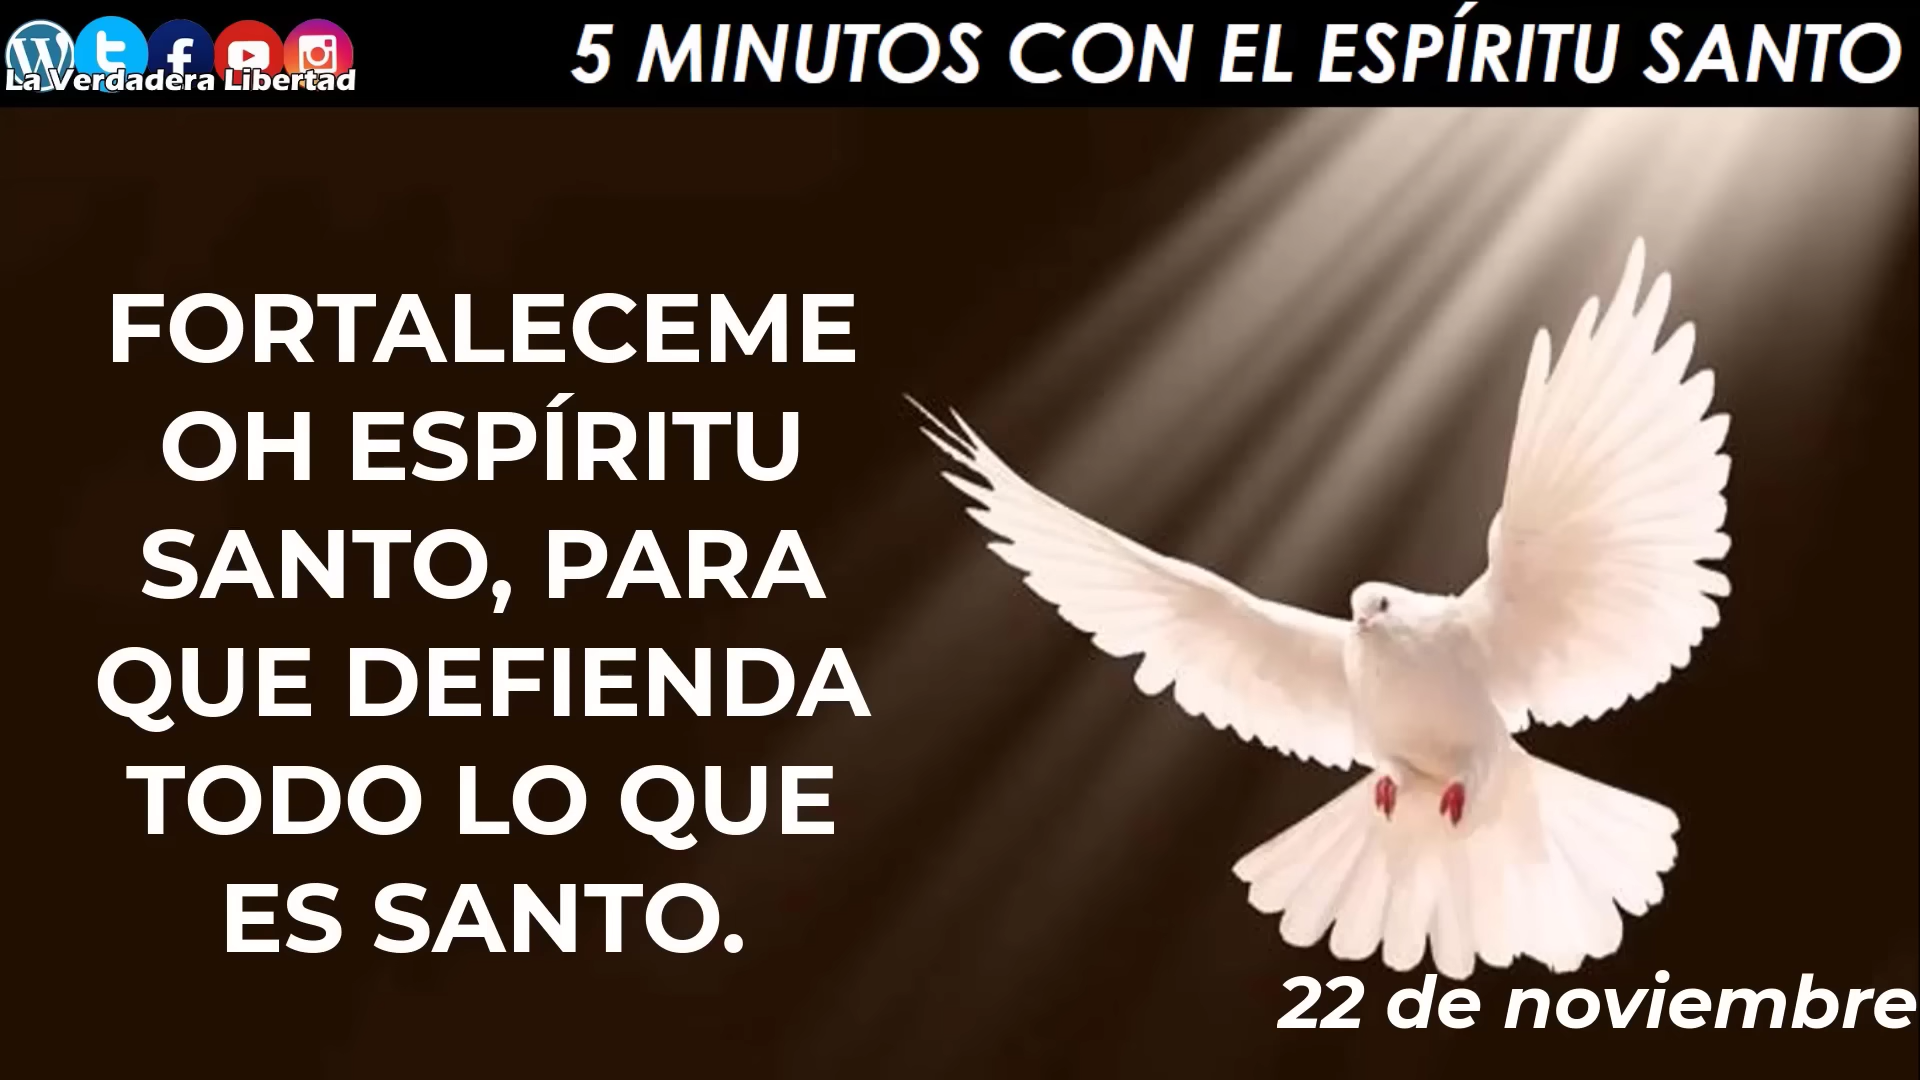 La Verdadera Libertad
5 MINUTOS CON EL ESPÍRITU SANTO
FORTALECEME
OH ESPÍRITU
SANTO, PARA
QUE DEFIENDA
TODO LO QUE
ES SANTO.
22 de noviembre